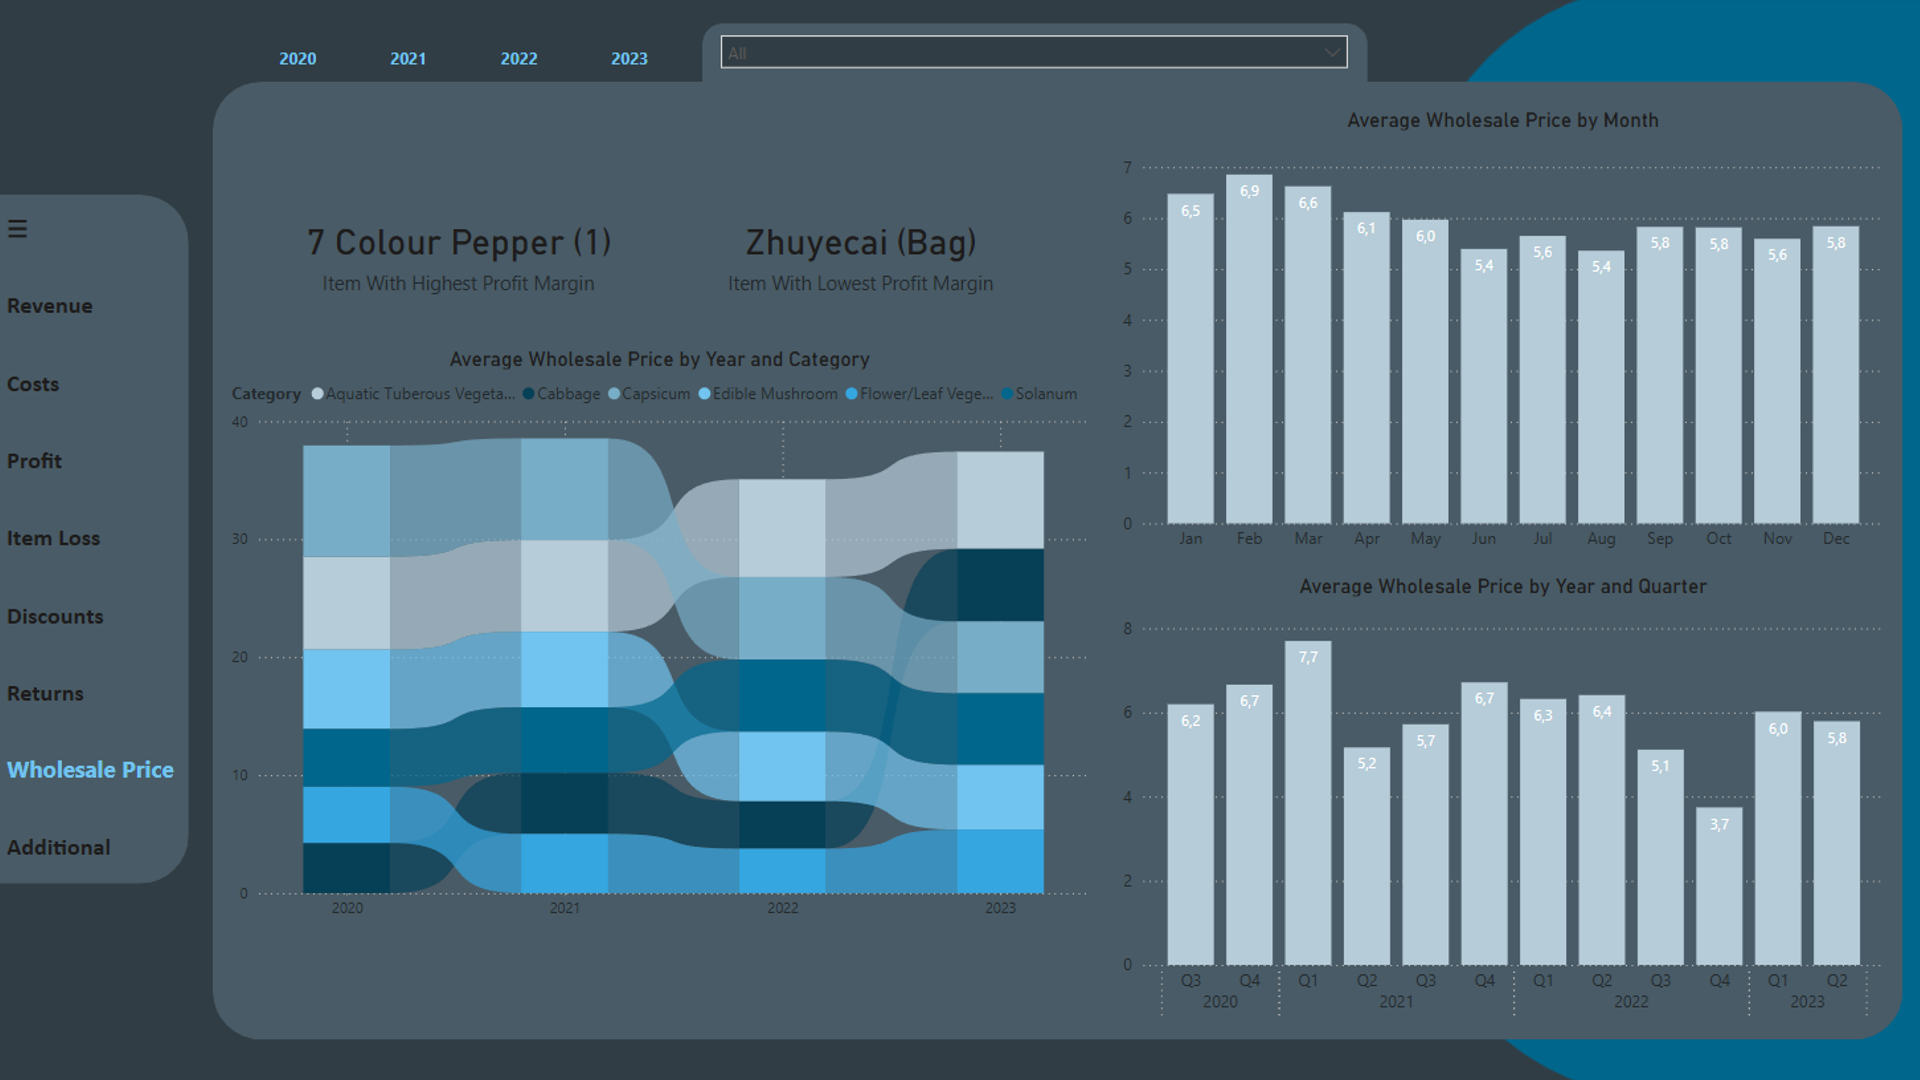 2020 2021 2022 2023
All
Revenue
Costs
Profit
Item Loss
Discounts
Returns
Wholesale Price
Additional
7 Colour Pepper (1)
Item With Highest Profit Margin
Zhuyecai (Bag)
Item With Lowest Profit Margin
Average Wholesale Price by Year and Category
Category Aquatic Tuberous Vegeta... Cabbage Capsicum Edible Mushroom Flower/Leaf Vege... Solanum
40
30
20
10
0
2020 2021 2022 2023
Average Wholesale Price by Month
7
6
5
4
3
2
1
0
6,5 6,9 6,6 6,1 6,0 5,4 5,6 5,4 5,8 5,8 5,6 5,8
Jan Feb Mar Apr May Jun Jul Aug Sep Oct Nov Dec
Average Wholesale Price by Year and Quarter
8
6
4
2
0
6,2 6,7 7,7 5,2 5,7 6,7 6,3 6,4 5,1 3,7 6,0 5,8
Q3 Q4 Q1 Q2 Q3 Q4 Q1 Q2 Q3 Q4 Q1 Q2
2020 2021 2022 2023